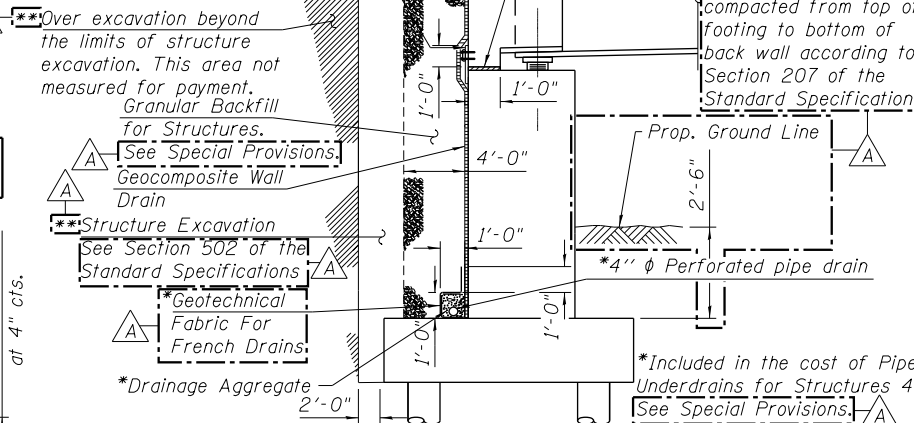 **Over excavation beyond
the limits of structure
excavation. This area not
measured for payment.
Granular Backfill
for Structures.
See Special Provisions.
A
Geocomposite Wall
Drain
A
**Structure Excavation
See Section 502 of the
Standard Specifications
A
*Geotechnical
Fabric For
French Drains
A
*Drainage Aggregate
2'-0"
at 4" cts.
1'-0"
1'-0"
4'-0"
1'-0"
1'-0"
1'-0"
compacted from top of
footing to bottom of
back wall according to
Section 207 of the
Standard Specification
A
Prop. Ground Line
2'-6"
*4'' ϕ Perforated pipe drain
*Included in the cost of Pipe
Underdrains for Structures 4
See Special Provisions.
A